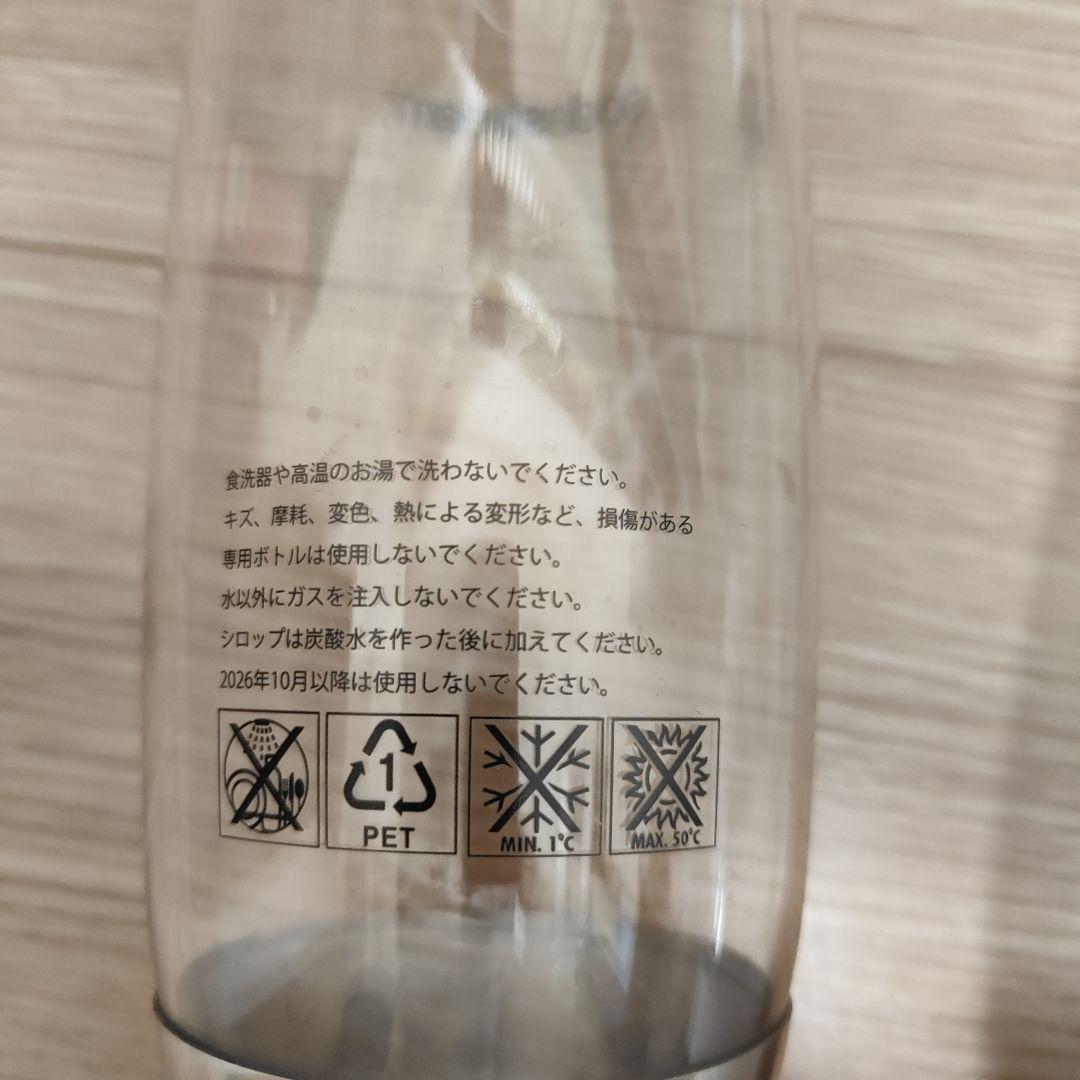 食洗器や高温のお湯で洗わないでください。
キズ、摩耗、変色、熱による変形など、損傷がある
専用ボトルは使用しないでください。
水以外にガスを注入しないでください。
シロップは炭酸水を作った後に加えてください。
2026年10月以降は使用しないでください。
1
PET
MIN. 1°C
MAX. 50°C